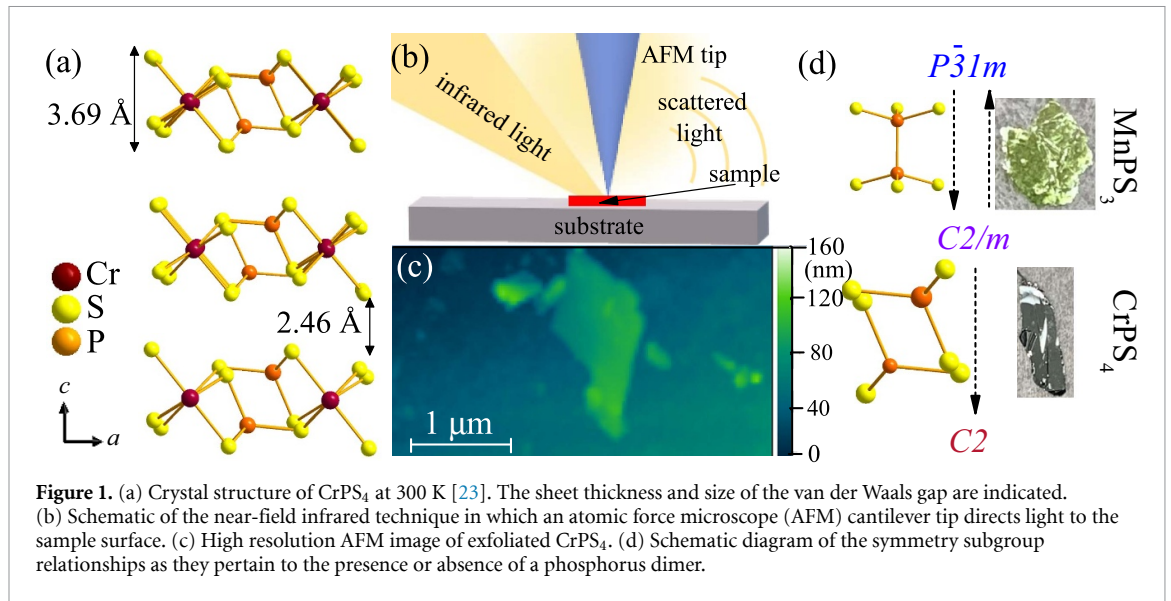 (a)
3.69 Å
2.46 Å
Cr
S
P
c
a
(b)
AFM tip
infrared light
scattered
light
sample
substrate
(c)
1 μm
160
(nm)
120
80
40
0
(d)
P3̄1m
MnPS₃
C2/m
CrPS₄
C2
Figure 1. (a) Crystal structure of CrPS₄ at 300 K [23]. The sheet thickness and size of the van der Waals gap are indicated.
(b) Schematic of the near-field infrared technique in which an atomic force microscope (AFM) cantilever tip directs light to the
sample surface. (c) High resolution AFM image of exfoliated CrPS₄. (d) Schematic diagram of the symmetry subgroup
relationships as they pertain to the presence or absence of a phosphorus dimer.